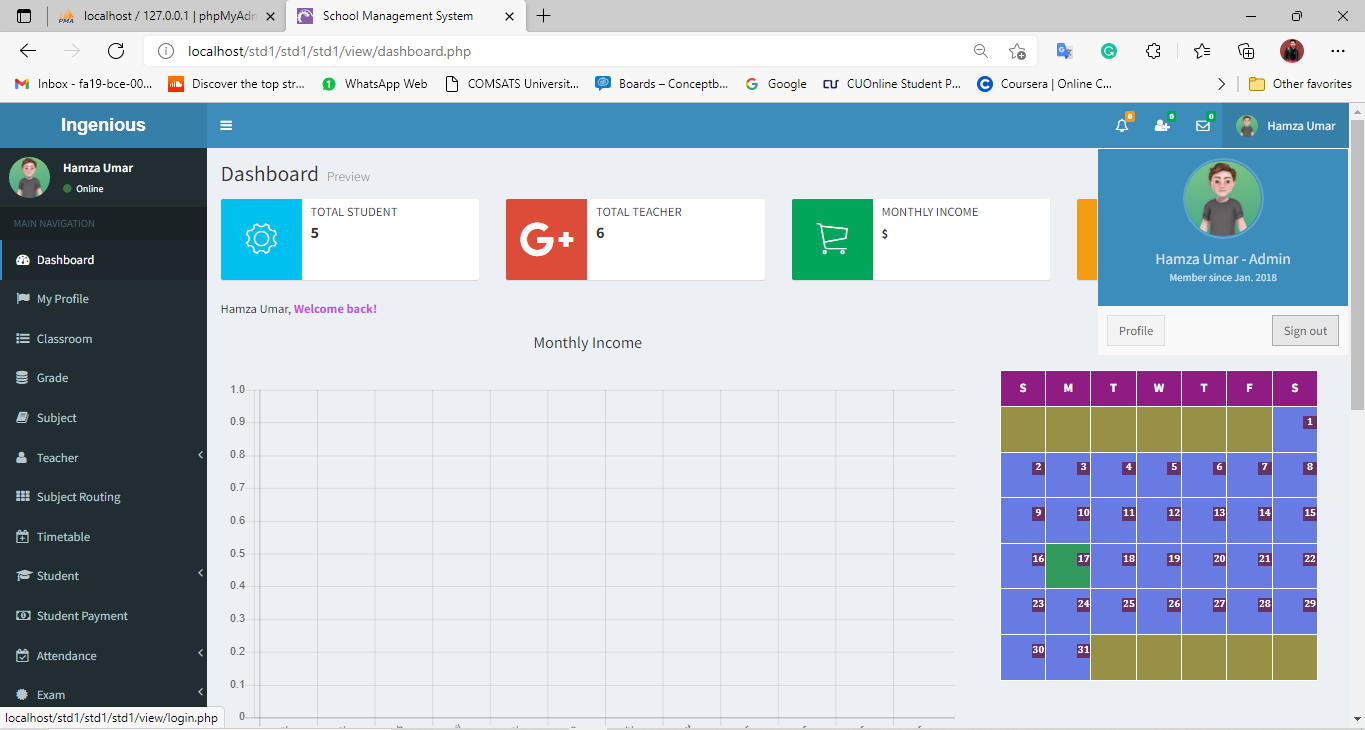 localhost / 127.0.0.1 | phpMyAdm
School Management System
localhost/std1/std1/std1/view/dashboard.php
Inbox - fa19-bce-00...
Discover the top str...
WhatsApp Web
COMSATS Universit...
Boards – Conceptb...
Google
CUOnline Student P...
Coursera | Online C...
Other favorites
Ingenious
0
0
0
Hamza Umar
Hamza Umar
Online
MAIN NAVIGATION
Dashboard
My Profile
Classroom
Grade
Subject
Teacher
Subject Routing
Timetable
Student
Student Payment
Attendance
Exam
localhost/std1/std1/std1/view/login.php
Dashboard Preview
TOTAL STUDENT
5
TOTAL TEACHER
6
MONTHLY INCOME
$
Hamza Umar - Admin
Member since Jan. 2018
Profile
Sign out
Hamza Umar, Welcome back!
Monthly Income
1.0
0.9
0.8
0.7
0.6
0.5
0.4
0.3
0.2
0.1
0
S M T W T F S
1
2 3 4 5 6 7 8
9 10 11 12 13 14 15
16 17 18 19 20 21 22
23 24 25 26 27 28 29
30 31